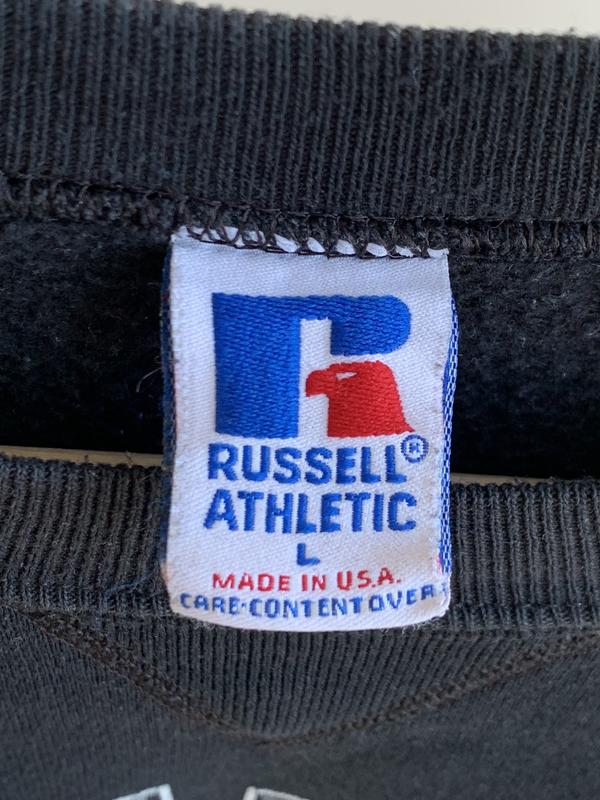 RUSSELL®
ATHLETIC
L
MADE IN U.S.A.
CARE·CONTENT OVER